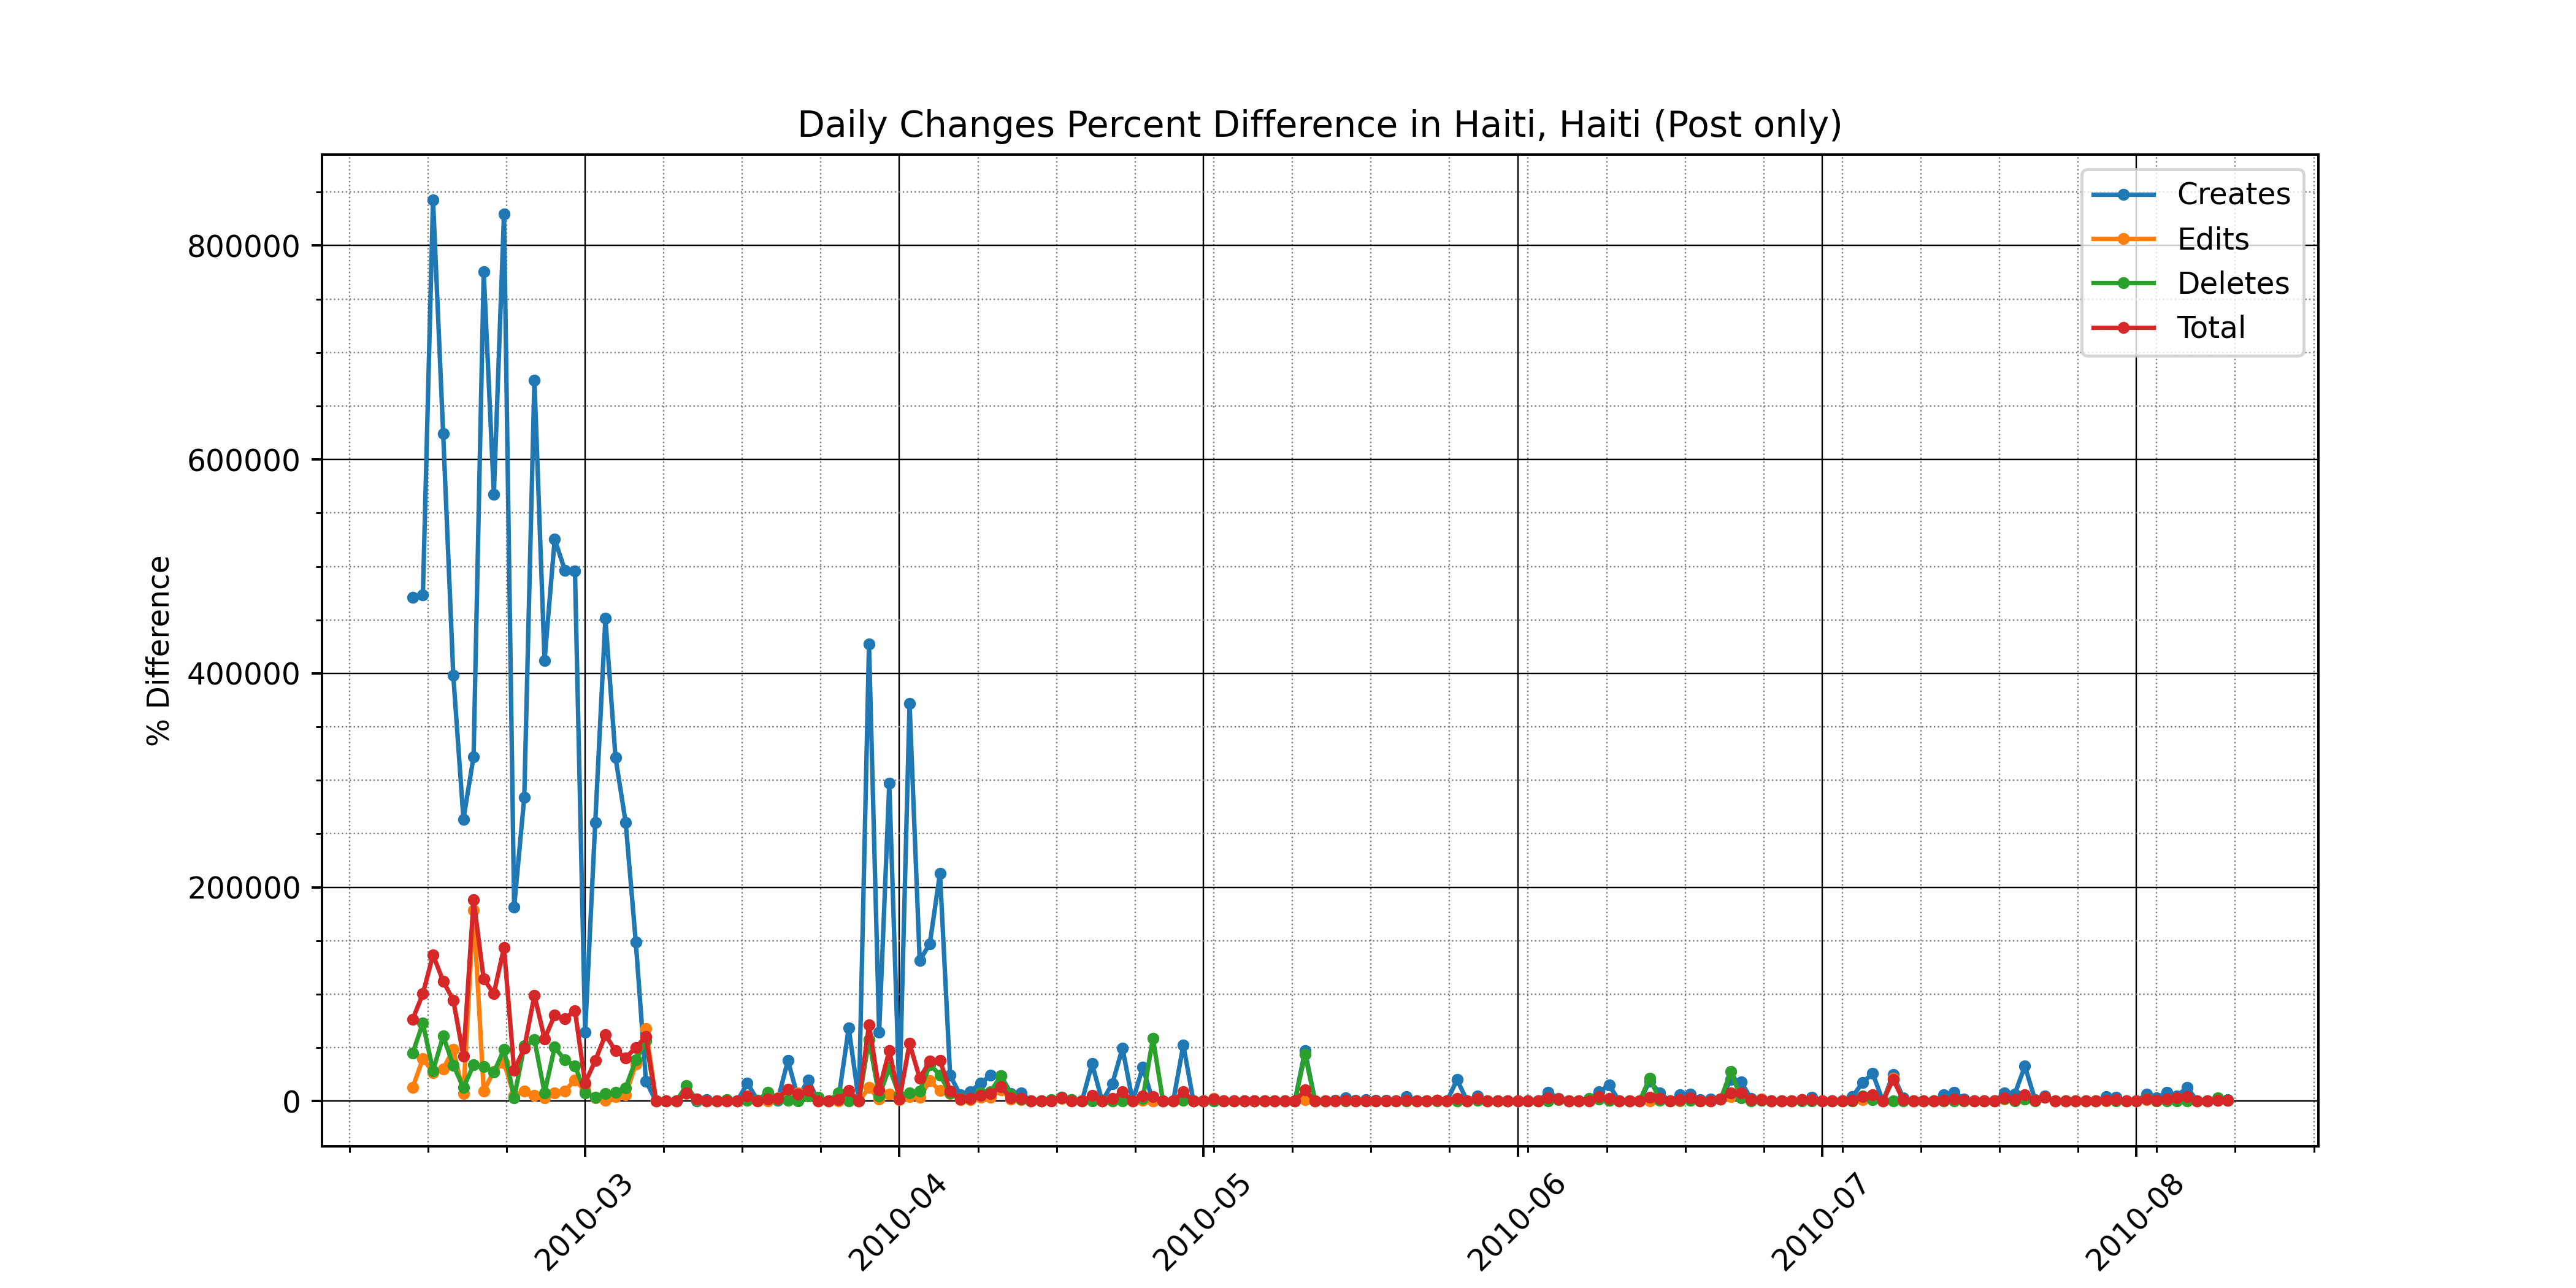 Daily Changes Percent Difference in Haiti, Haiti (Post only)
Creates
Edits
Deletes
Total
% Difference
800000
600000
400000
200000
0
2010-03
2010-04
2010-05
2010-06
2010-07
2010-08